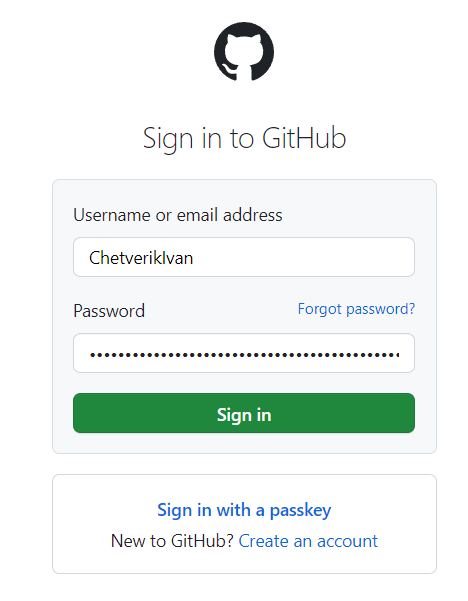 Sign in to GitHub
Username or email address
ChetverikIvan
Password Forgot password?
••••••••••••••••••••••••••••••••••••••••••••
Sign in
Sign in with a passkey
New to GitHub? Create an account